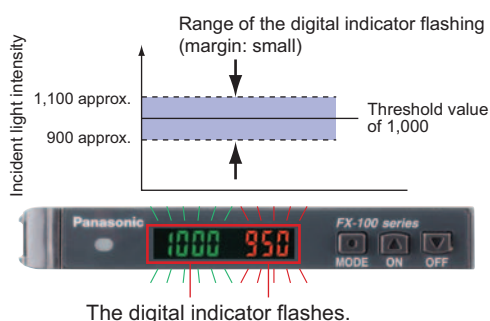 Range of the digital indicator flashing
(margin: small)
Incident light intensity
1,100 approx.
Threshold value
of 1,000
900 approx.
Panasonic
FX-100 series
1000 950
MODE ON OFF
The digital indicator flashes.